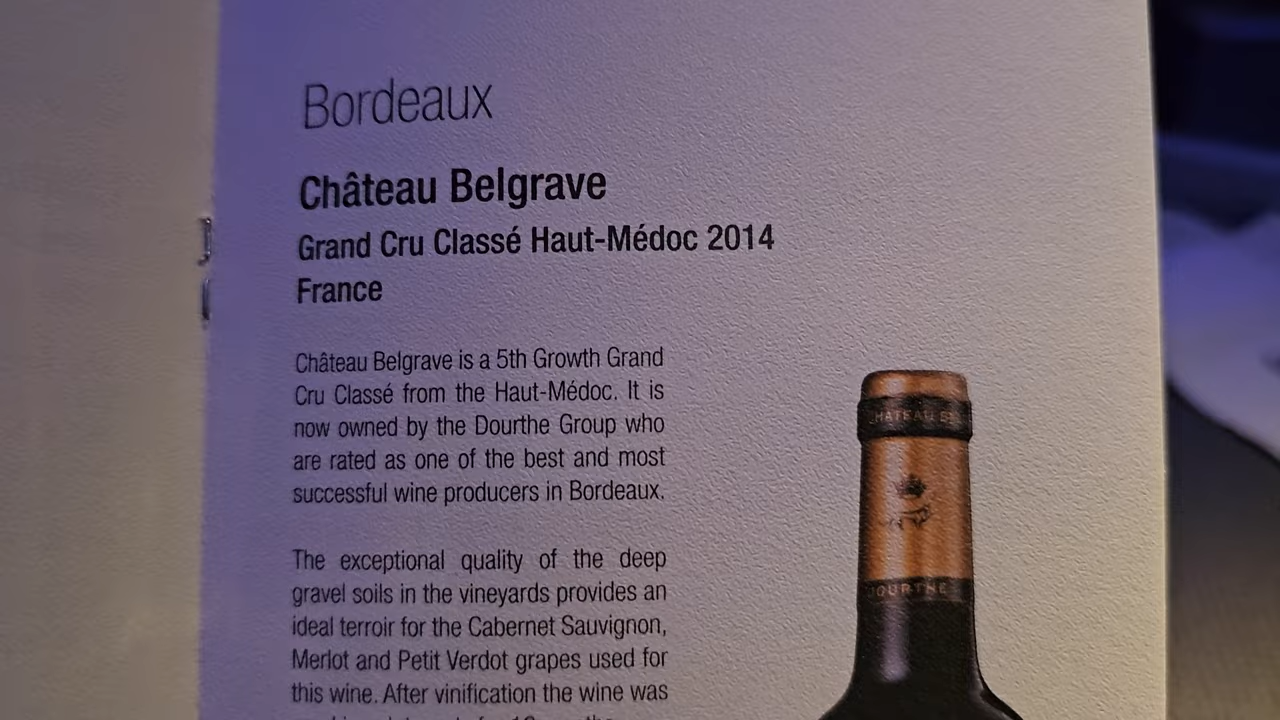 Bordeaux
Château Belgrave
Grand Cru Classé Haut-Médoc 2014
France
Château Belgrave is a 5th Growth Grand
Cru Classé from the Haut-Médoc. It is
now owned by the Dourthe Group who
are rated as one of the best and most
successful wine producers in Bordeaux.
The exceptional quality of the deep
gravel soils in the vineyards provides an
ideal terroir for the Cabernet Sauvignon,
Merlot and Petit Verdot grapes used for
this wine. After vinification the wine was
CHATEAU
DOURTHE